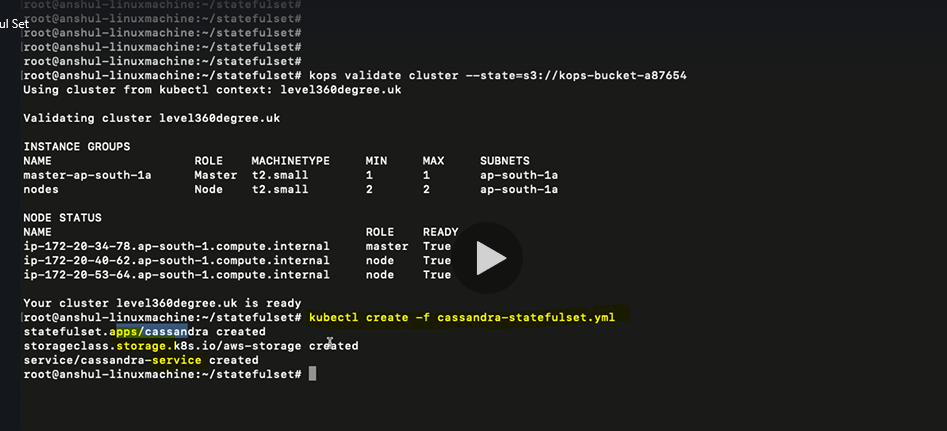 root@anshul-linuxmachine:~/statefulset#
ul Set
root@anshul-linuxmachine:~/statefulset#
root@anshul-linuxmachine:~/statefulset#
root@anshul-linuxmachine:~/statefulset#
root@anshul-linuxmachine:~/statefulset#
root@anshul-linuxmachine:~/statefulset# kops validate cluster --state=s3://kops-bucket-a87654
Using cluster from kubectl context: level360degree.uk
Validating cluster level360degree.uk
INSTANCE GROUPS
NAME ROLE MACHINETYPE MIN MAX SUBNETS
master-ap-south-1a Master t2.small 1 1 ap-south-1a
nodes Node t2.small 2 2 ap-south-1a
NODE STATUS
NAME ROLE READY
ip-172-20-34-78.ap-south-1.compute.internal master True
ip-172-20-40-62.ap-south-1.compute.internal node True
ip-172-20-53-64.ap-south-1.compute.internal node True
Your cluster level360degree.uk is ready
root@anshul-linuxmachine:~/statefulset# kubectl create -f cassandra-statefulset.yml
statefulset.apps/cassandra created
storageclass.storage.k8s.io/aws-storage created
service/cassandra-service created
root@anshul-linuxmachine:~/statefulset#